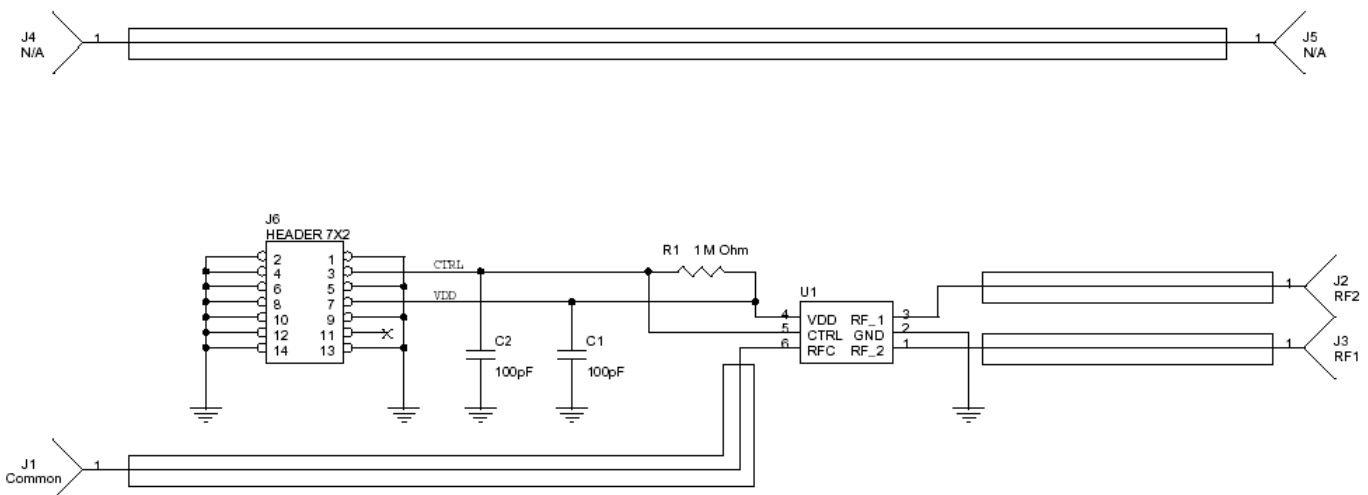 J4
N/A
1
1
J5
N/A
J6
HEADER 7X2
2 1
4 3
6 5
8 7
10 9
12 11
14 13
CTRL
VDD
R1 1 M Ohm
C2
100pF
C1
100pF
U1
4 VDD RF_1 3
5 CTRL GND 2
6 RFC RF_2 1
1
J2
RF2
1
J3
RF1
J1
Common
1